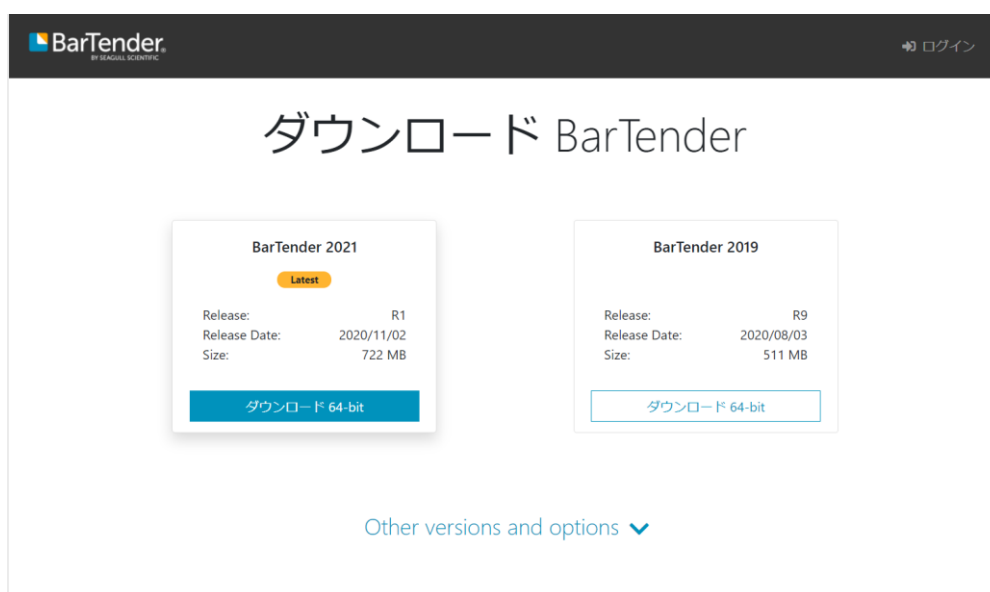 BarTender®
BY SEAGULL SCIENTIFIC
ログイン
ダウンロード BarTender
BarTender 2021
Latest
Release: R1
Release Date: 2020/11/02
Size: 722 MB
ダウンロード 64-bit
BarTender 2019
Release: R9
Release Date: 2020/08/03
Size: 511 MB
ダウンロード 64-bit
Other versions and options